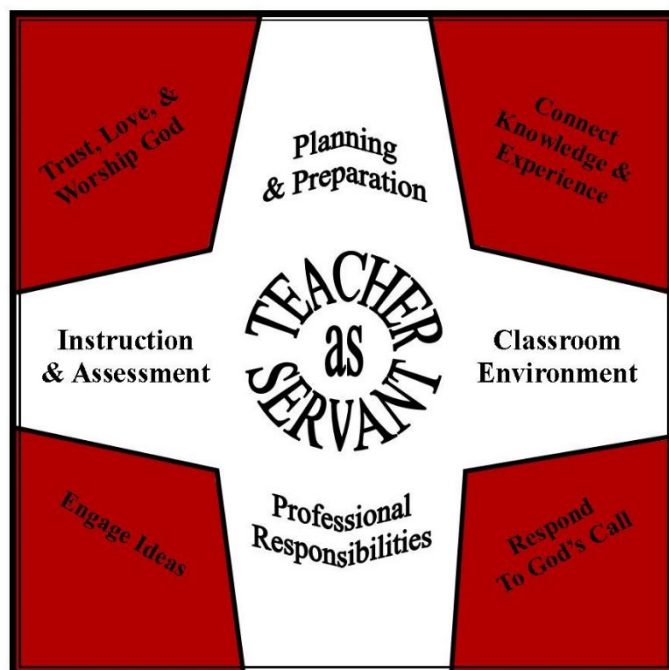 Trust, Love, &
Worship God
Planning
& Preparation
Connect
Knowledge &
Experience
Instruction
& Assessment
TEACHER
as
SERVANT
Classroom
Environment
Engage Ideas
Professional
Responsibilities
Respond
To God's Call